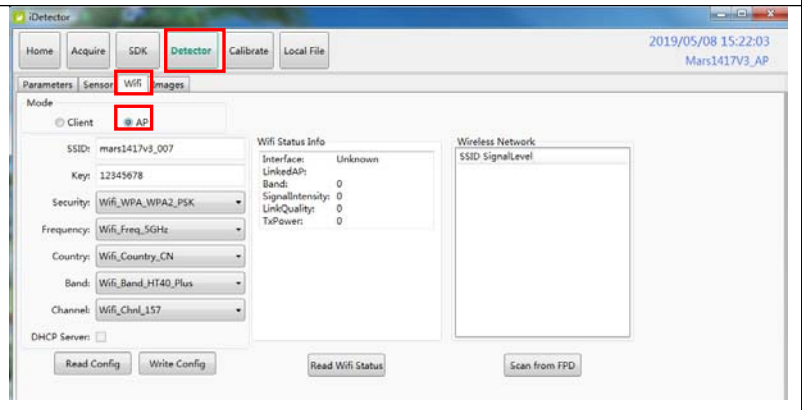 iDetector
Home Acquire SDK Detector Calibrate Local File
2019/05/08 15:22:03
Mars1417V3_AP
Parameters Sensor Wifi Images
Mode
Client AP
SSID: mars1417v3_007
Key: 12345678
Security: Wifi_WPA_WPA2_PSK
Frequency: Wifi_Freq_5GHz
Country: Wifi_Country_CN
Band: Wifi_Band_HT40_Plus
Channel: Wifi_Chnl_157
DHCP Server:
Read Config Write Config
Wifi Status Info
Interface: Unknown
LinkedAP:
Band: 0
SignalIntensity: 0
LinkQuality: 0
TxPower: 0
Read Wifi Status
Wireless Network
SSID SignalLevel
Scan from FPD